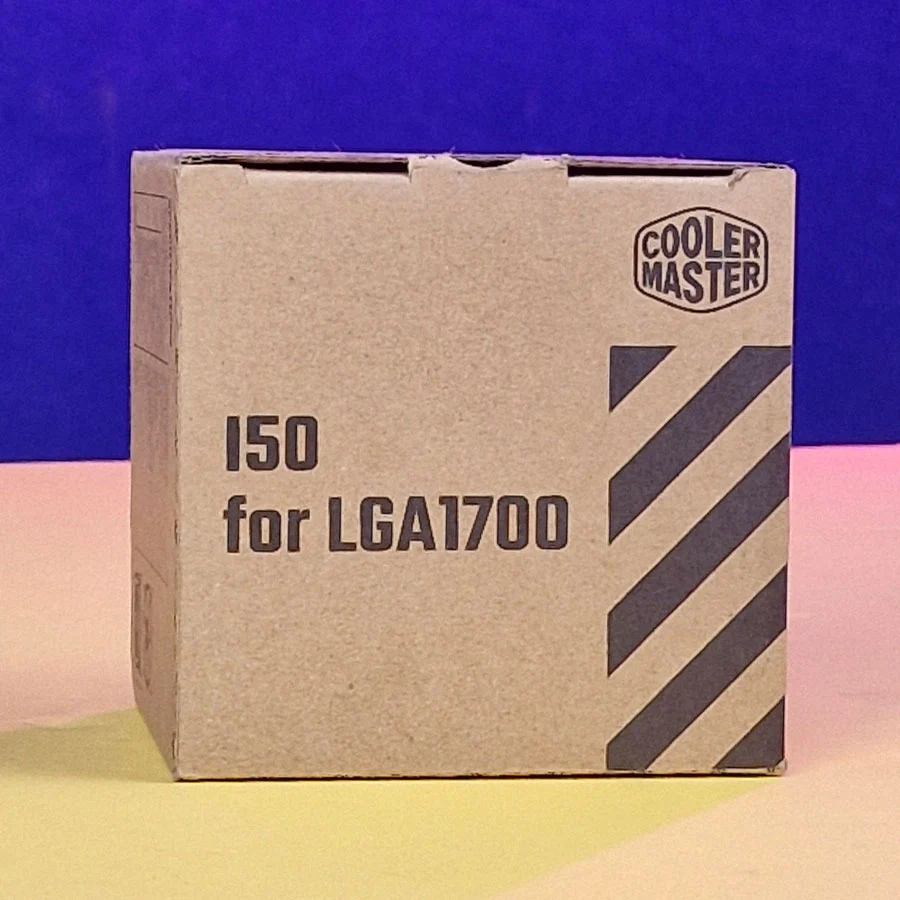 COOLER
MASTER
I50
for LGA1700